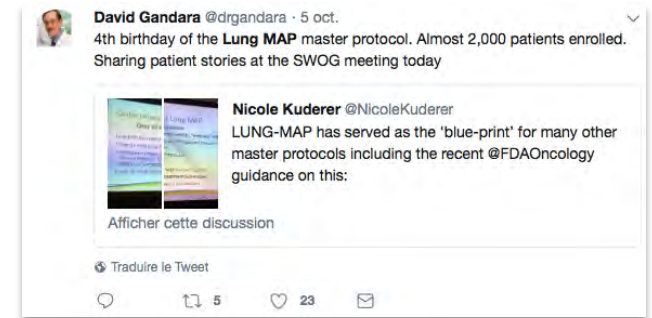 David Gandara @drgandara · 5 oct.
4th birthday of the Lung MAP master protocol. Almost 2,000 patients enrolled.
Sharing patient stories at the SWOG meeting today
Nicole Kuderer @NicoleKuderer
LUNG-MAP has served as the 'blue-print' for many other
master protocols including the recent @FDAOncology
guidance on this:
Afficher cette discussion
Traduire le Tweet
5 23